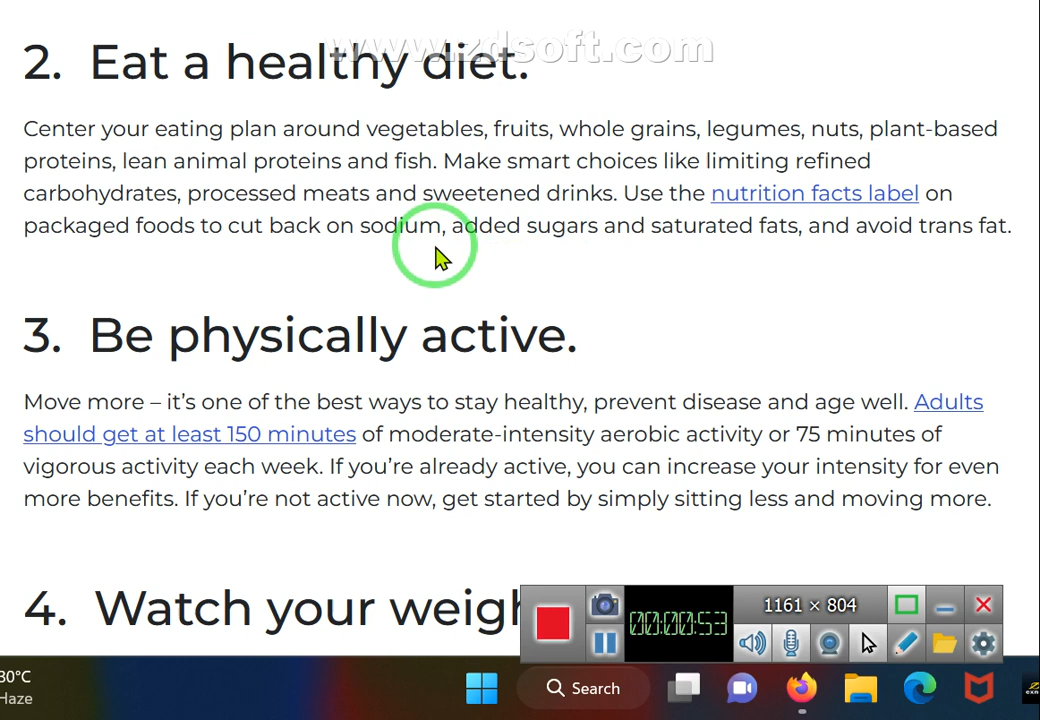 www.zdsoft.com
2. Eat a healthy diet.
Center your eating plan around vegetables, fruits, whole grains, legumes, nuts, plant-based
proteins, lean animal proteins and fish. Make smart choices like limiting refined
carbohydrates, processed meats and sweetened drinks. Use the nutrition facts label on
packaged foods to cut back on sodium, added sugars and saturated fats, and avoid trans fat.
3. Be physically active.
Move more – it’s one of the best ways to stay healthy, prevent disease and age well. Adults
should get at least 150 minutes of moderate-intensity aerobic activity or 75 minutes of
vigorous activity each week. If you’re already active, you can increase your intensity for even
more benefits. If you’re not active now, get started by simply sitting less and moving more.
4. Watch your weigh
1161 × 804
00:00:53
30°C
Haze
Search